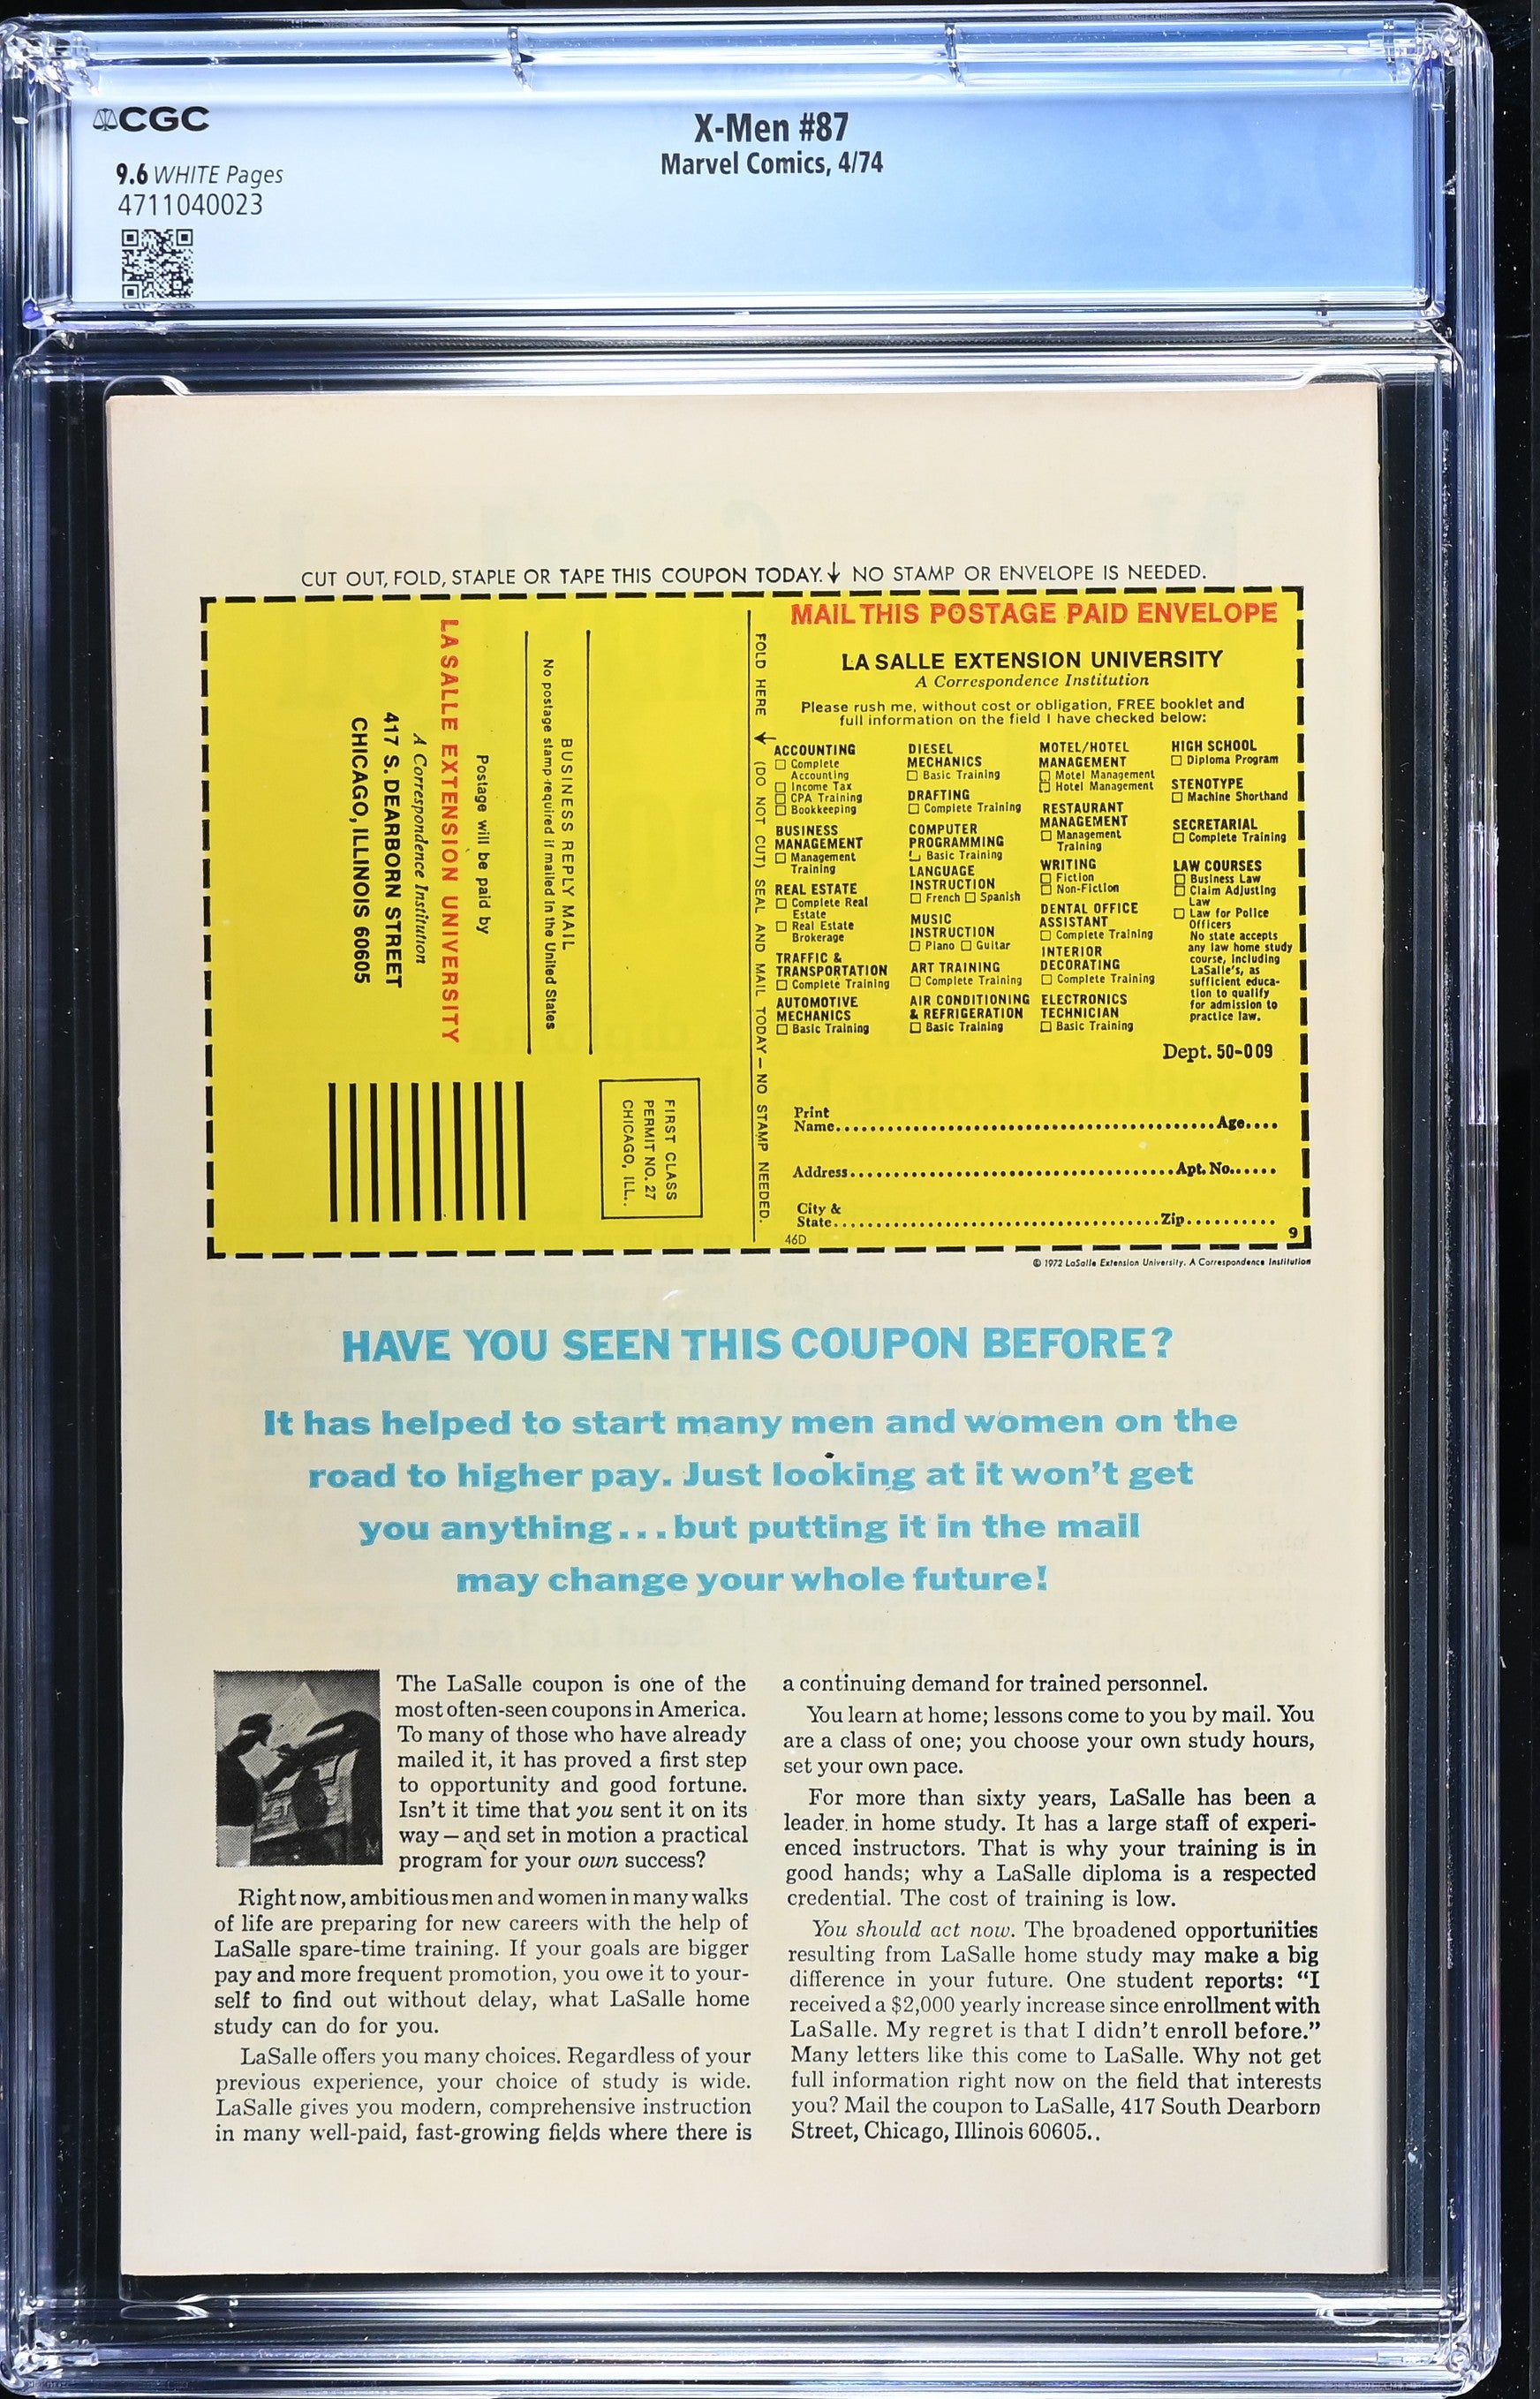 CGC
9.6 WHITE Pages
4711040023
X-Men #87
Marvel Comics, 4/74
9.6
CUT OUT, FOLD, STAPLE OR TAPE THIS COUPON TODAY. ↓ NO STAMP OR ENVELOPE IS NEEDED.
BUSINESS REPLY MAIL
No postage stamp required if mailed in the United States
Postage will be paid by
LA SALLE EXTENSION UNIVERSITY
A Correspondence Institution
417 S. DEARBORN STREET
CHICAGO, ILLINOIS 60605
FIRST CLASS
PERMIT NO. 27
CHICAGO, ILL..
FOLD HERE (DO NOT CUT) SEAL AND MAIL TODAY — NO STAMP NEEDED.
MAIL THIS POSTAGE PAID ENVELOPE
LA SALLE EXTENSION UNIVERSITY
A Correspondence Institution
Please rush me, without cost or obligation, FREE booklet and
full information on the field I have checked below:
ACCOUNTING
Complete
Accounting
Income Tax
CPA Training
Bookkeeping
BUSINESS
MANAGEMENT
Management
Training
REAL ESTATE
Complete Real
Estate
Real Estate
Brokerage
TRAFFIC &
TRANSPORTATION
Complete Training
AUTOMOTIVE
MECHANICS
Basic Training
DIESEL
MECHANICS
Basic Training
DRAFTING
Complete Training
COMPUTER
PROGRAMMING
Basic Training
LANGUAGE
INSTRUCTION
French Spanish
MUSIC
INSTRUCTION
Piano Guitar
ART TRAINING
Complete Training
AIR CONDITIONING
& REFRIGERATION
Basic Training
MOTEL/HOTEL
MANAGEMENT
Motel Management
Hotel Management
RESTAURANT
MANAGEMENT
Management
Training
WRITING
Fiction
Non-Fiction
DENTAL OFFICE
ASSISTANT
Complete Training
INTERIOR
DECORATING
Complete Training
ELECTRONICS
TECHNICIAN
Basic Training
HIGH SCHOOL
Diploma Program
STENOTYPE
Machine Shorthand
SECRETARIAL
Complete Training
LAW COURSES
Business Law
Claim Adjusting
Law
Law for Police
Officers
No state accepts
any law home study
course, including
LaSalle's, as
sufficient educa-
tion to qualify
for admission to
practice law.
Dept. 50-009
Print
Name Age
Address Apt. No.
City &
State Zip
46D 9
© 1972 LaSalle Extension University. A Correspondence Institution
HAVE YOU SEEN THIS COUPON BEFORE?
It has helped to start many men and women on the
road to higher pay. Just looking at it won't get
you anything...but putting it in the mail
may change your whole future!
The LaSalle coupon is one of the
most often-seen coupons in America.
To many of those who have already
mailed it, it has proved a first step
to opportunity and good fortune.
Isn't it time that you sent it on its
way—and set in motion a practical
program for your own success?
Right now, ambitious men and women in many walks
of life are preparing for new careers with the help of
LaSalle spare-time training. If your goals are bigger
pay and more frequent promotion, you owe it to your-
self to find out without delay, what LaSalle home
study can do for you.
LaSalle offers you many choices. Regardless of your
previous experience, your choice of study is wide.
LaSalle gives you modern, comprehensive instruction
in many well-paid, fast-growing fields where there is
a continuing demand for trained personnel.
You learn at home; lessons come to you by mail. You
are a class of one; you choose your own study hours,
set your own pace.
For more than sixty years, LaSalle has been a
leader in home study. It has a large staff of experi-
enced instructors. That is why your training is in
good hands; why a LaSalle diploma is a respected
credential. The cost of training is low.
You should act now. The broadened opportunities
resulting from LaSalle home study may make a big
difference in your future. One student reports: "I
received a $2,000 yearly increase since enrollment with
LaSalle. My regret is that I didn't enroll before."
Many letters like this come to LaSalle. Why not get
full information right now on the field that interests
you? Mail the coupon to LaSalle, 417 South Dearborn
Street, Chicago, Illinois 60605..